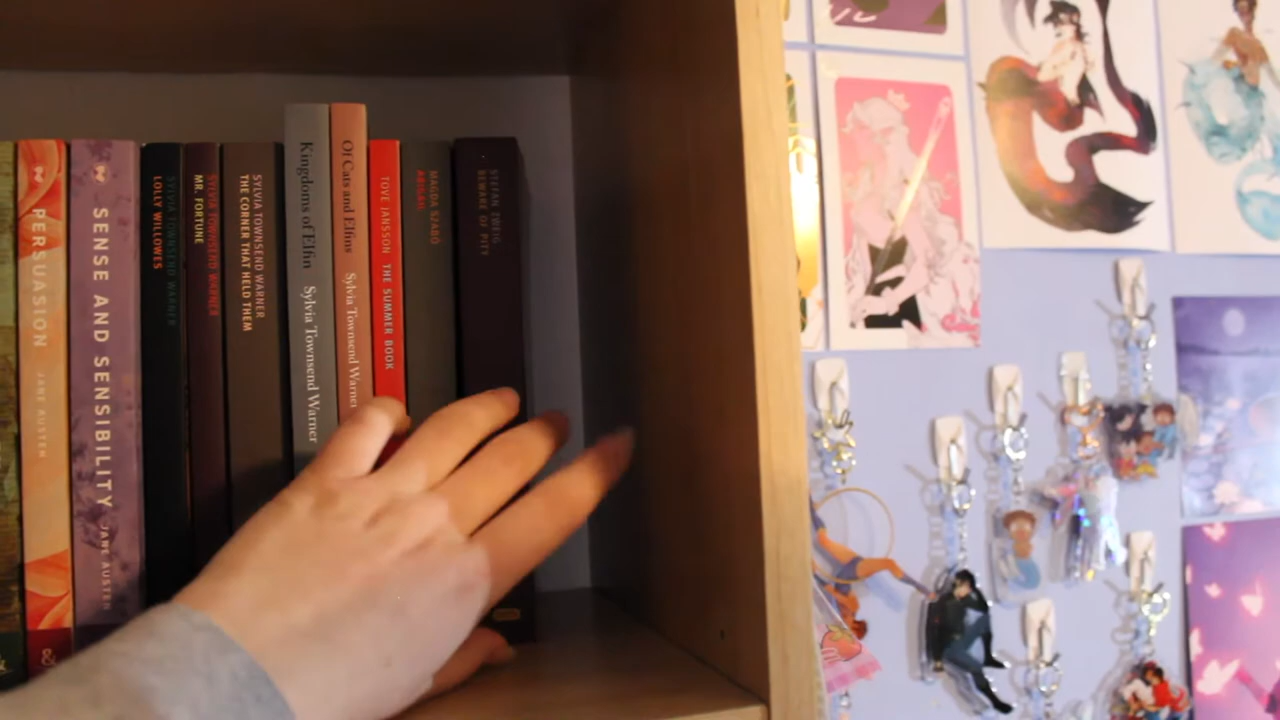 PERSUASION JANE AUSTEN
SENSE AND SENSIBILITY JANE AUSTEN
SYLVIA TOWNSEND WARNER
LOLLY WILLOWES
SYLVIA TOWNSEND WARNER
MR. FORTUNE
SYLVIA TOWNSEND WARNER
THE CORNER THAT HELD THEM
Kingdoms of Elfin Sylvia Townsend Warner
Of Cats and Elfins Sylvia Townsend Warner
TOVE JANSSON THE SUMMER BOOK
MAGDA SZABÓ
ABIGAIL
STEFAN ZWEIG
BEWARE OF PITY